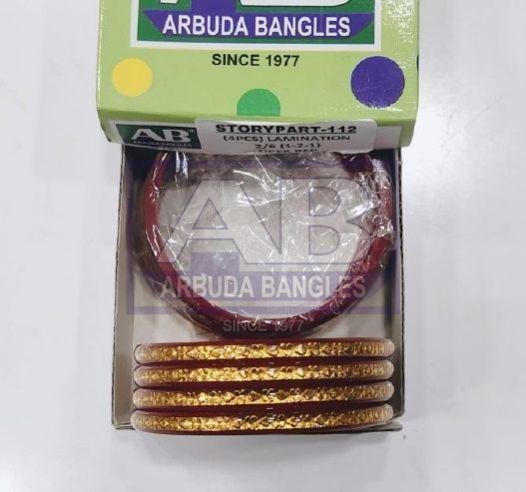 ARBUDA BANGLES
SINCE 1977
AB
STORYPART-112
(4PCS) LAMINATION
2/6 (1-2-1)
AB
ARBUDA BANGLES
SINCE 1977